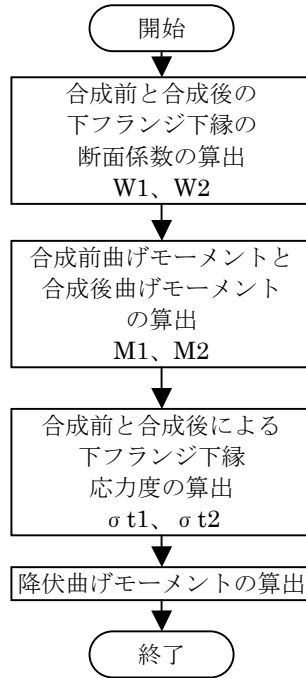 開始
合成前と合成後の
下フランジ下縁の
断面係数の算出
W1、W2
合成前曲げモーメントと
合成後曲げモーメント
の算出
M1、M2
合成前と合成後による
下フランジ下縁
応力度の算出
σt1、σt2
降伏曲げモーメントの算出
終了